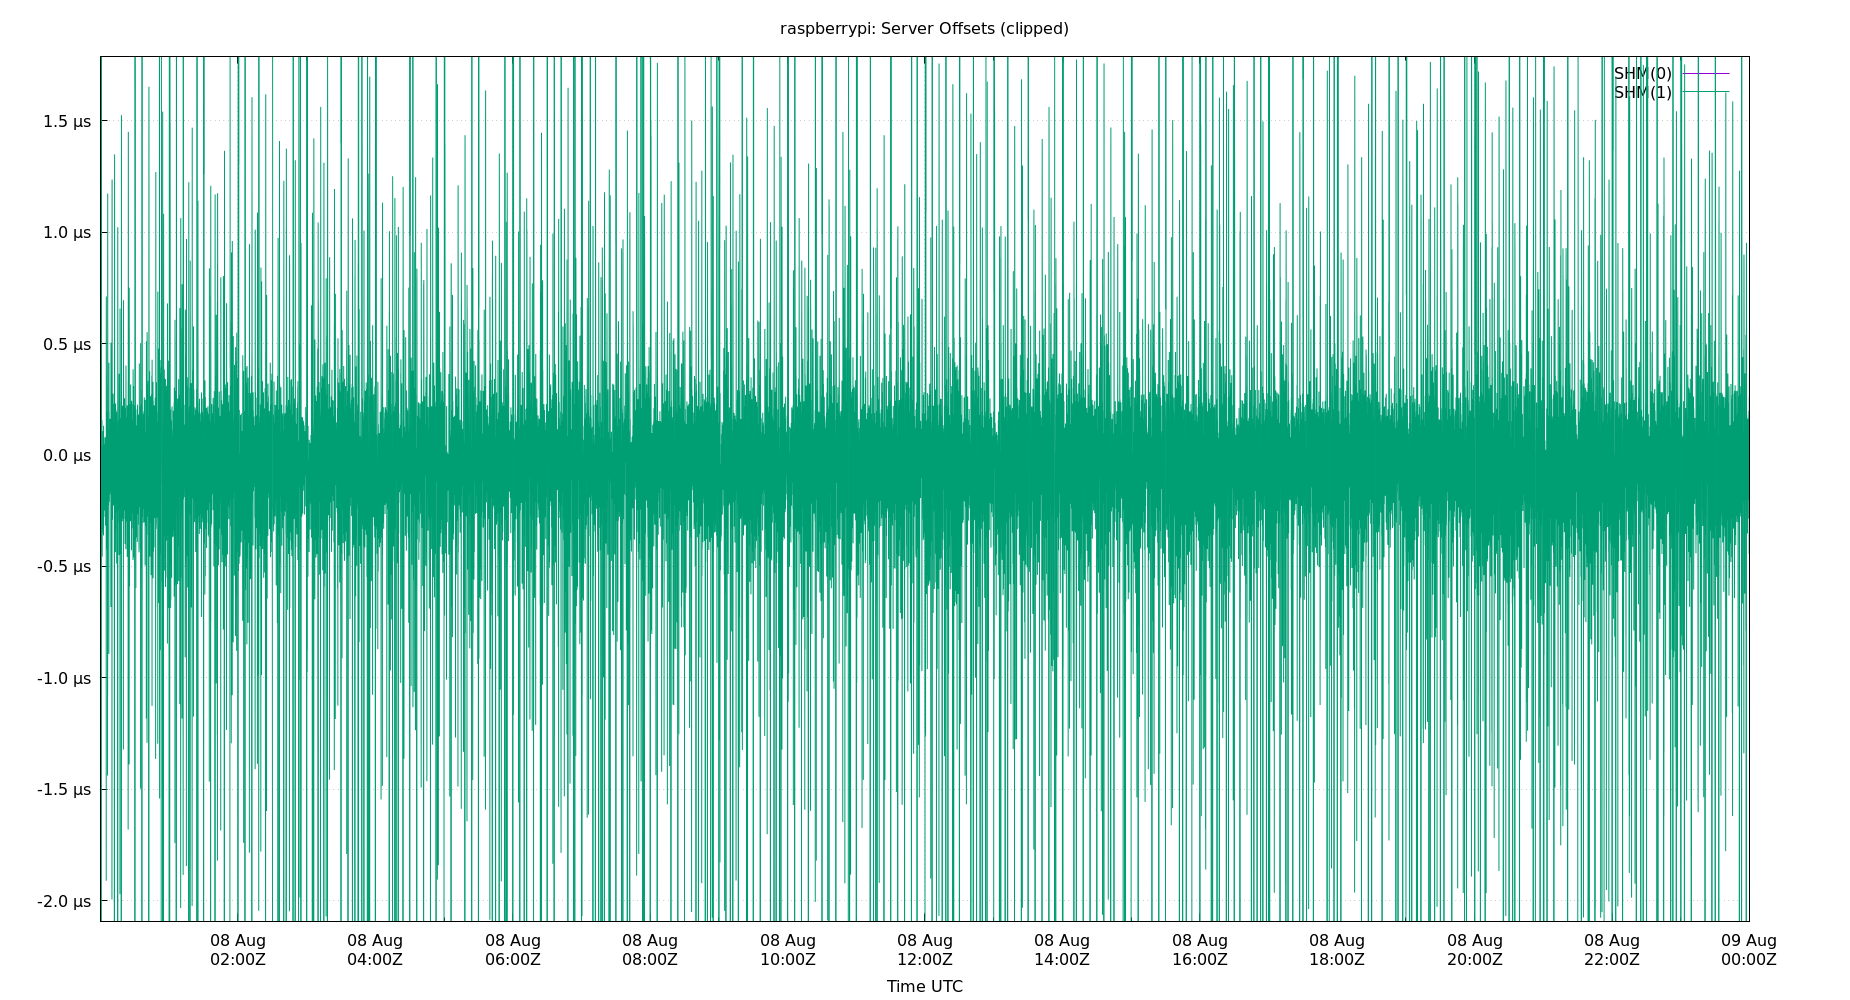 raspberrypi: Server Offsets (clipped)
SHM(0)
SHM(1)
1.5 µs
1.0 µs
0.5 µs
0.0 µs
-0.5 µs
-1.0 µs
-1.5 µs
-2.0 µs
08 Aug 08 Aug 08 Aug 08 Aug 08 Aug 08 Aug 08 Aug 08 Aug 08 Aug 08 Aug 08 Aug 09 Aug
02:00Z 04:00Z 06:00Z 08:00Z 10:00Z 12:00Z 14:00Z 16:00Z 18:00Z 20:00Z 22:00Z 00:00Z
Time UTC